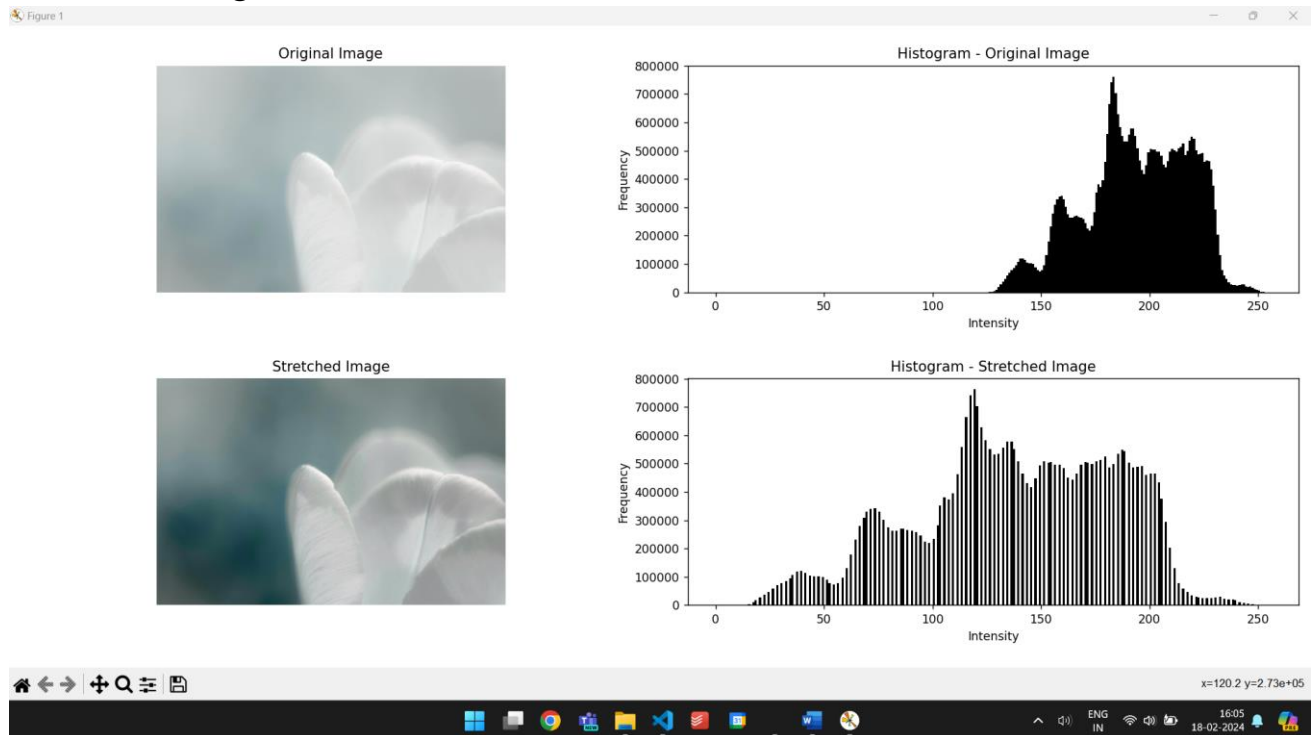 Figure 1
Original Image
Histogram - Original Image
800000
700000
600000
500000
400000
300000
200000
100000
0
Frequency
0 50 100 150 200 250
Intensity
Stretched Image
Histogram - Stretched Image
800000
700000
600000
500000
400000
300000
200000
100000
0
Frequency
0 50 100 150 200 250
Intensity
x=120.2 y=2.73e+05
ENG
IN
16:05
18-02-2024